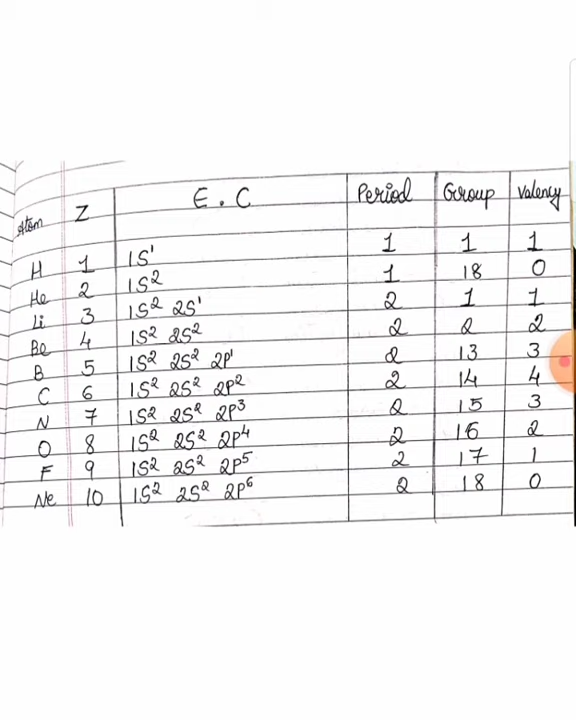 Atom Z E.C Period Group Valency
H 1 1S¹ 1 1 1
He 2 1S² 1 18 0
Li 3 1S² 2S¹ 2 1 1
Be 4 1S² 2S² 2 2 2
B 5 1S² 2S² 2P¹ 2 13 3
C 6 1S² 2S² 2P² 2 14 4
N 7 1S² 2S² 2P³ 2 15 3
O 8 1S² 2S² 2P⁴ 2 16 2
F 9 1S² 2S² 2P⁵ 2 17 1
Ne 10 1S² 2S² 2P⁶ 2 18 0